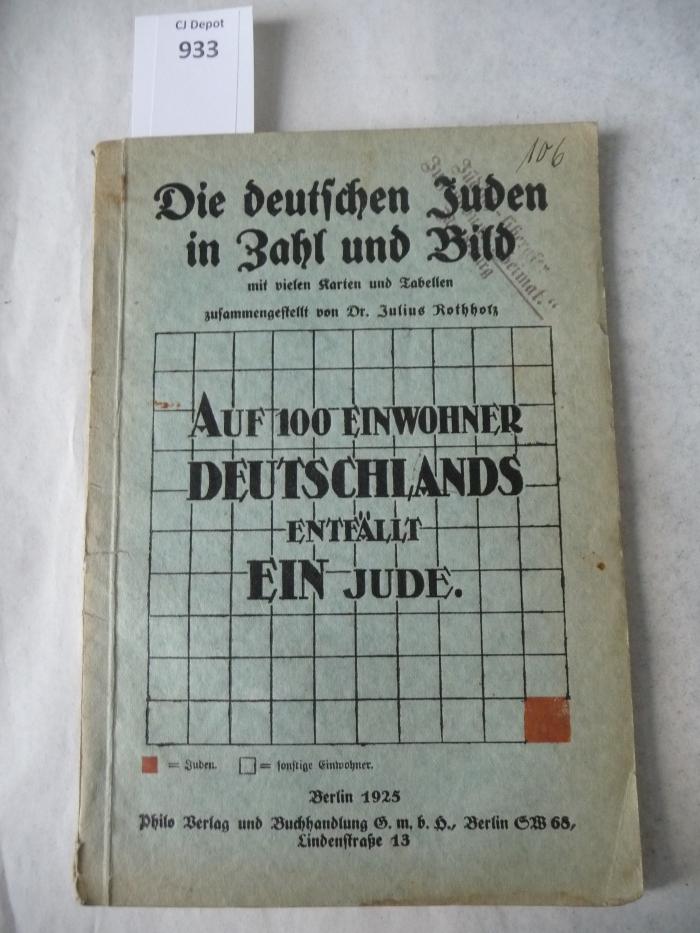 CJ Depot
933
106
Die deutschen Juden
in Zahl und Bild
mit vielen Karten und Tabellen
zusammengestellt von Dr. Julius Rothholz
AUF 100 EINWOHNER
DEUTSCHLANDS
ENTFÄLLT
EIN JUDE.
= Juden. = sonstige Einwohner.
Berlin 1925
Philo Verlag und Buchhandlung G. m. b. H., Berlin SW 68,
Lindenstraße 13